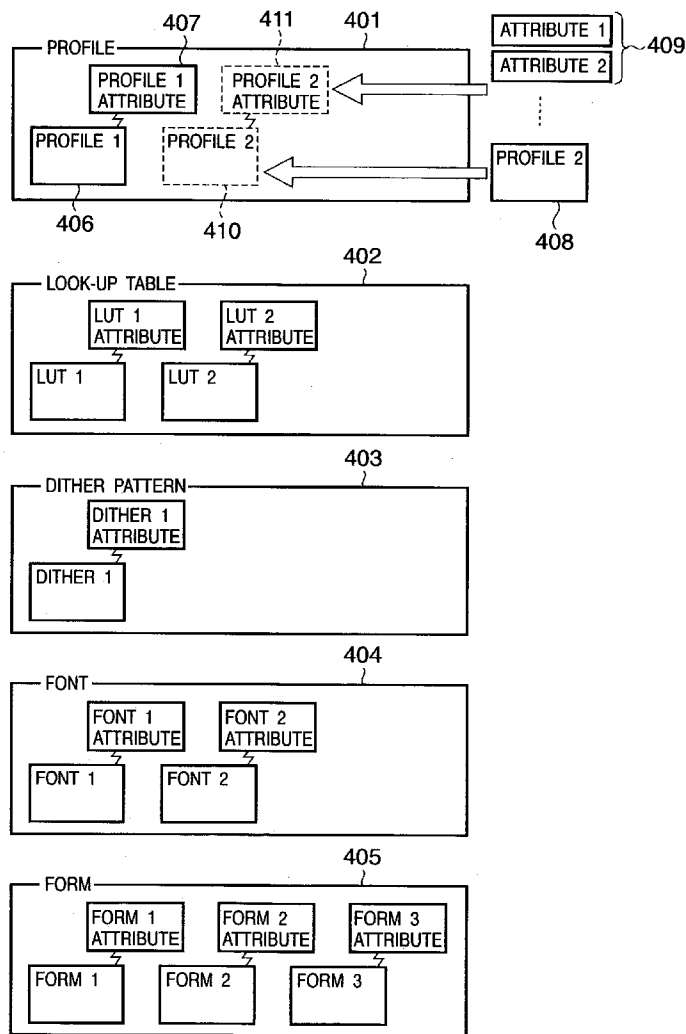 407
411
401
PROFILE
PROFILE 1
ATTRIBUTE
PROFILE 2
ATTRIBUTE
ATTRIBUTE 1
ATTRIBUTE 2
409
PROFILE 1
PROFILE 2
PROFILE 2
406
410
408
402
LOOK-UP TABLE
LUT 1
ATTRIBUTE
LUT 2
ATTRIBUTE
LUT 1
LUT 2
403
DITHER PATTERN
DITHER 1
ATTRIBUTE
DITHER 1
404
FONT
FONT 1
ATTRIBUTE
FONT 2
ATTRIBUTE
FONT 1
FONT 2
405
FORM
FORM 1
ATTRIBUTE
FORM 2
ATTRIBUTE
FORM 3
ATTRIBUTE
FORM 1
FORM 2
FORM 3